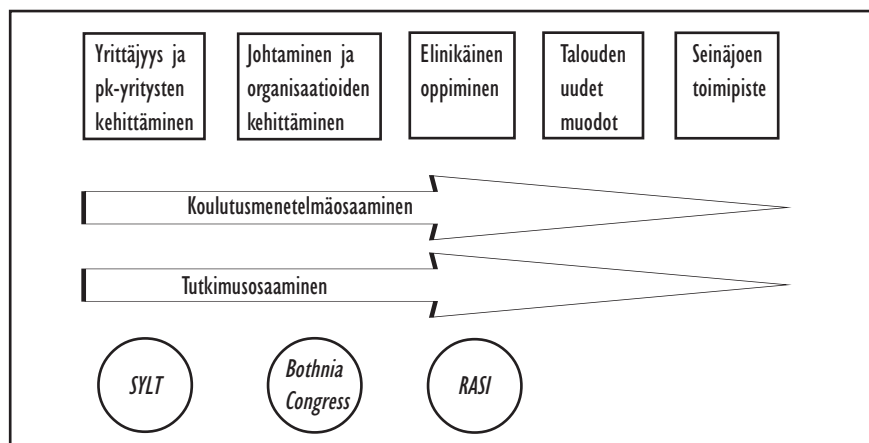 Yrittäjyys ja
pk-yritysten
kehittäminen
Johtaminen ja
organisaatioiden
kehittäminen
Elinikäinen
oppiminen
Talouden
uudet
muodot
Seinäjoen
toimipiste
Koulutusmenetelmäosaaminen
Tutkimusosaaminen
SYLT
Bothnia
Congress
RASI